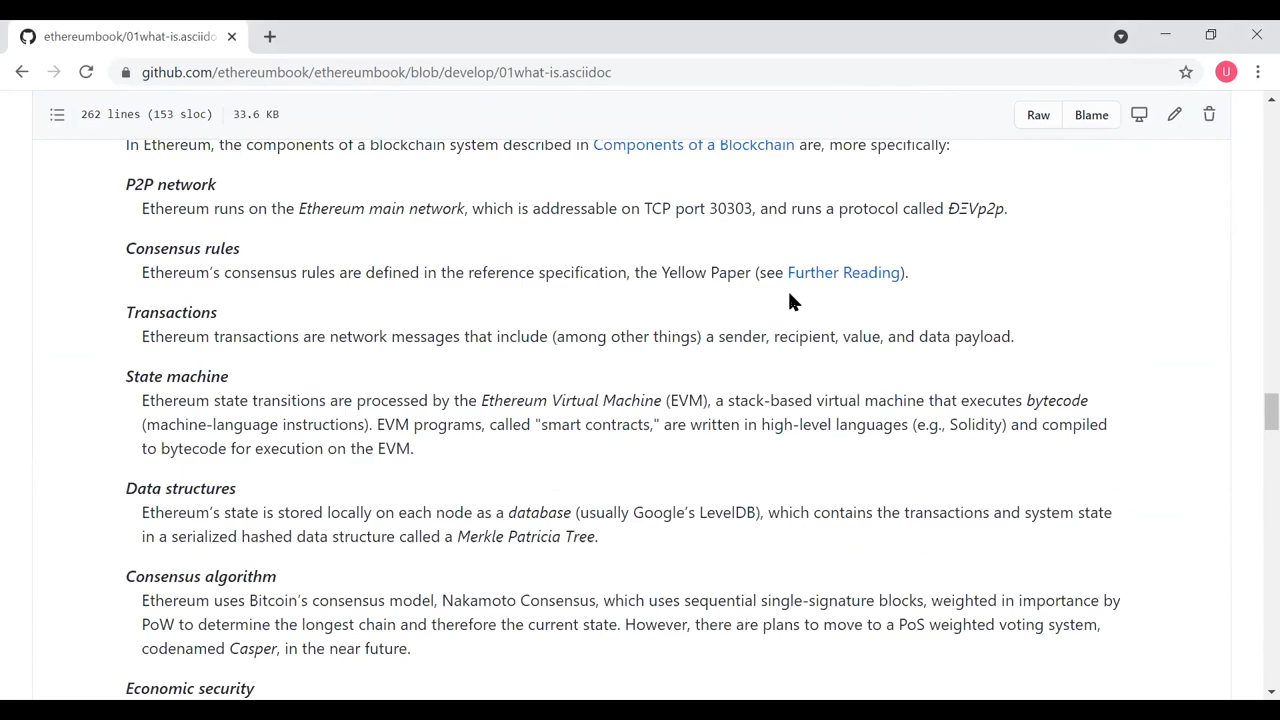 ethereumbook/01what-is.asciido
github.com/ethereumbook/ethereumbook/blob/develop/01what-is.asciidoc
U
262 lines (153 sloc) 33.6 KB
Raw Blame
In Ethereum, the components of a blockchain system described in Components of a Blockchain are, more specifically:
P2P network
Ethereum runs on the Ethereum main network, which is addressable on TCP port 30303, and runs a protocol called ÐΞVp2p.
Consensus rules
Ethereum's consensus rules are defined in the reference specification, the Yellow Paper (see Further Reading).
Transactions
Ethereum transactions are network messages that include (among other things) a sender, recipient, value, and data payload.
State machine
Ethereum state transitions are processed by the Ethereum Virtual Machine (EVM), a stack-based virtual machine that executes bytecode
(machine-language instructions). EVM programs, called "smart contracts," are written in high-level languages (e.g., Solidity) and compiled
to bytecode for execution on the EVM.
Data structures
Ethereum's state is stored locally on each node as a database (usually Google's LevelDB), which contains the transactions and system state
in a serialized hashed data structure called a Merkle Patricia Tree.
Consensus algorithm
Ethereum uses Bitcoin's consensus model, Nakamoto Consensus, which uses sequential single-signature blocks, weighted in importance by
PoW to determine the longest chain and therefore the current state. However, there are plans to move to a PoS weighted voting system,
codenamed Casper, in the near future.
Economic security